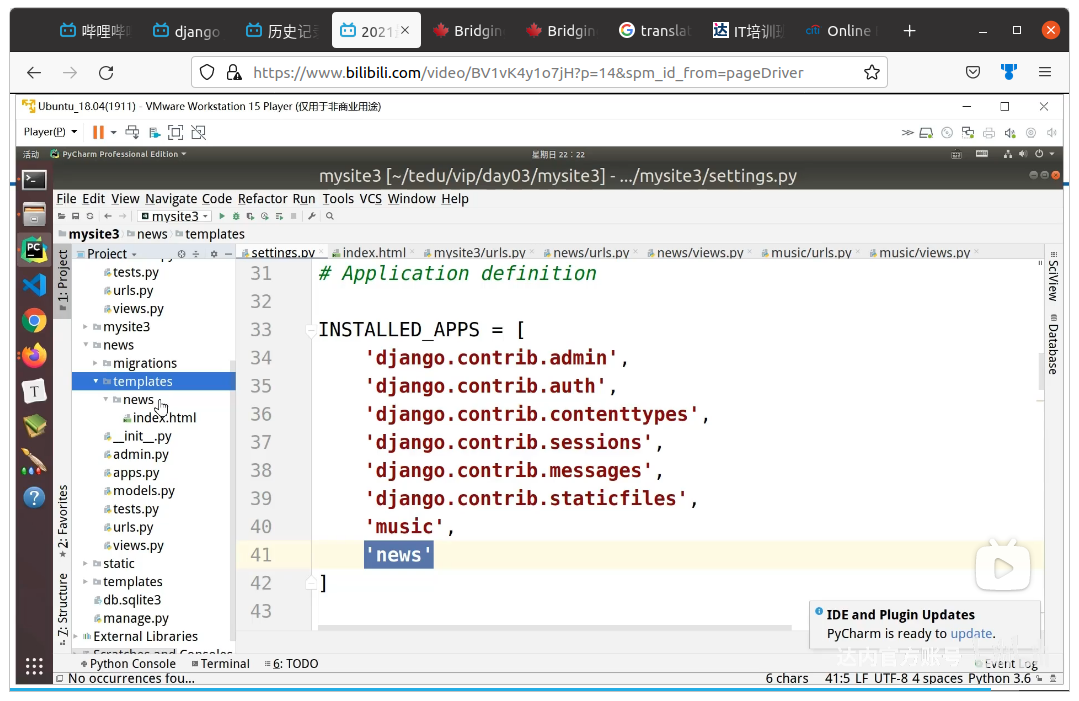 哔哩哔哩 django 历史记录 2021 Bridgin Bridgin translat IT培训班 Online
https://www.bilibili.com/video/BV1vK4y1o7jH?p=14&spm_id_from=pageDriver
Ubuntu_18.04(1911) - VMware Workstation 15 Player (仅用于非商业用途)
Player(P)
活动 PyCharm Professional Edition 星期日 22：22
mysite3 [~/tedu/vip/day03/mysite3] - .../mysite3/settings.py
File Edit View Navigate Code Refactor Run Tools VCS Window Help
mysite3
mysite3 news templates
Project settings.py index.html mysite3/urls.py news/urls.py news/views.py music/urls.py music/views.py
1: Project
2: Favorites
Z: Structure
tests.py
urls.py
views.py
mysite3
news
migrations
templates
news
index.html
__init__.py
admin.py
apps.py
models.py
tests.py
urls.py
views.py
static
templates
db.sqlite3
manage.py
External Libraries
Scratches and Consoles
31 # Application definition
32
33 INSTALLED_APPS = [
34 'django.contrib.admin',
35 'django.contrib.auth',
36 'django.contrib.contenttypes',
37 'django.contrib.sessions',
38 'django.contrib.messages',
39 'django.contrib.staticfiles',
40 'music',
41 'news'
42 ]
43
SciView
Database
IDE and Plugin Updates
PyCharm is ready to update.
达内官方账号
Python Console Terminal 6: TODO Event Log
No occurrences fou... 6 chars 41:5 LF UTF-8 4 spaces Python 3.6